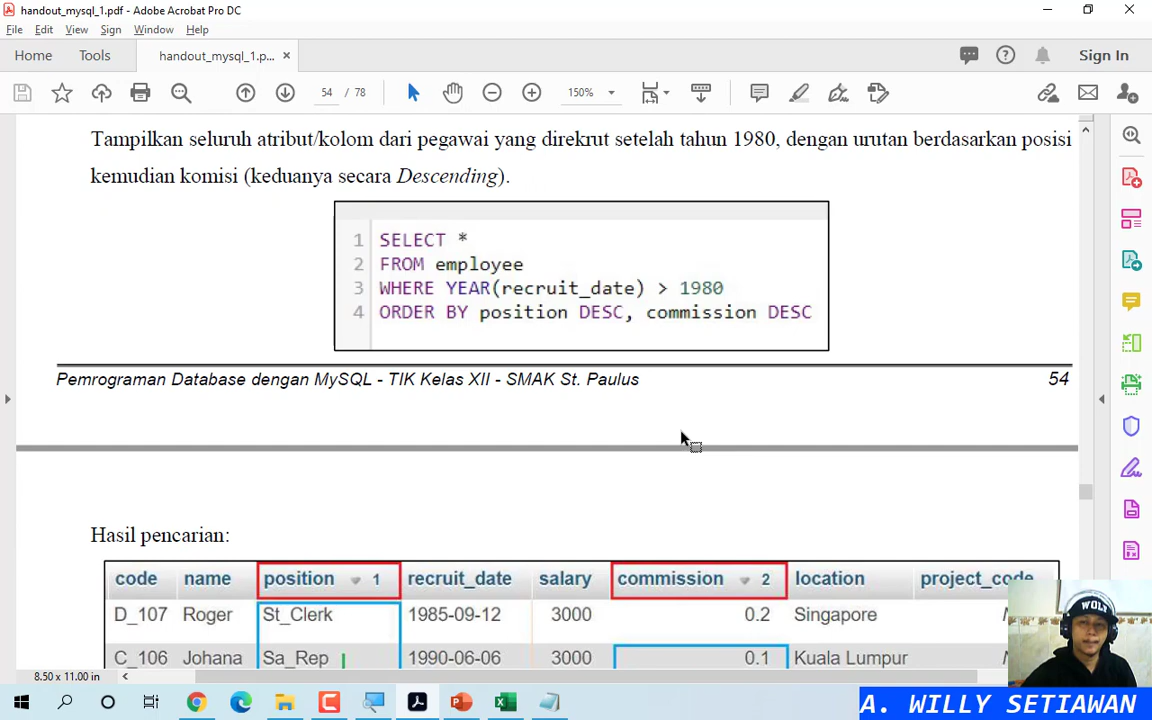 handout_mysql_1.pdf - Adobe Acrobat Pro DC
File Edit View Sign Window Help
Home Tools handout_mysql_1.p... × Sign In
54 / 78 150%
Tampilkan seluruh atribut/kolom dari pegawai yang direkrut setelah tahun 1980, dengan urutan berdasarkan posisi
kemudian komisi (keduanya secara Descending).
1 SELECT *
2 FROM employee
3 WHERE YEAR(recruit_date) > 1980
4 ORDER BY position DESC, commission DESC
Pemrograman Database dengan MySQL - TIK Kelas XII - SMAK St. Paulus 54
Hasil pencarian:
code name position 1 recruit_date salary commission 2 location project_code
D_107 Roger St_Clerk 1985-09-12 3000 0.2 Singapore
C_106 Johana Sa_Rep 1990-06-06 3000 0.1 Kuala Lumpur
8.50 x 11.00 in
WOLV
A. WILLY SETIAWAN